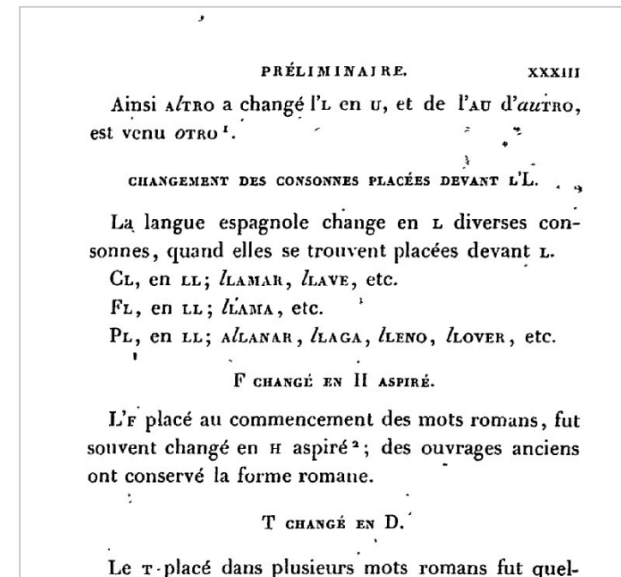 PRÉLIMINAIRE. XXXIII
Ainsi AlTRO a changé l'L en U, et de l'AU d'auTRO,
est venu OTRO ¹.
CHANGEMENT DES CONSONNES PLACÉES DEVANT L'L.
La langue espagnole change en L diverses con-
sonnes, quand elles se trouvent placées devant L.
CL, en LL; lLAMAR, lLAVE, etc.
FL, en LL; lLAMA, etc.
PL, en LL; AlLANAR, lLAGA, lLENO, lLOVER, etc.
F CHANGÉ EN H ASPIRÉ.
L'F placé au commencement des mots romans, fut
souvent changé en H aspiré ²; des ouvrages anciens
ont conservé la forme romane.
T CHANGÉ EN D.
Le T placé dans plusieurs mots romans fut quel-